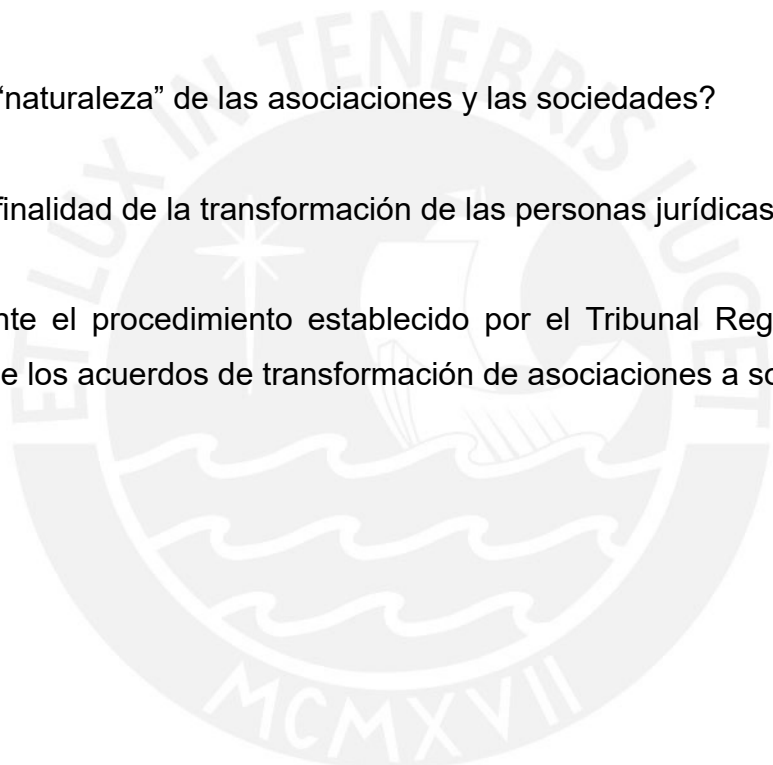 “naturaleza” de las asociaciones y las sociedades?
finalidad de la transformación de las personas jurídicas
nte el procedimiento establecido por el Tribunal Reg
e los acuerdos de transformación de asociaciones a so
ET LUX IN TENEBRIS LUCET
MCMXVII